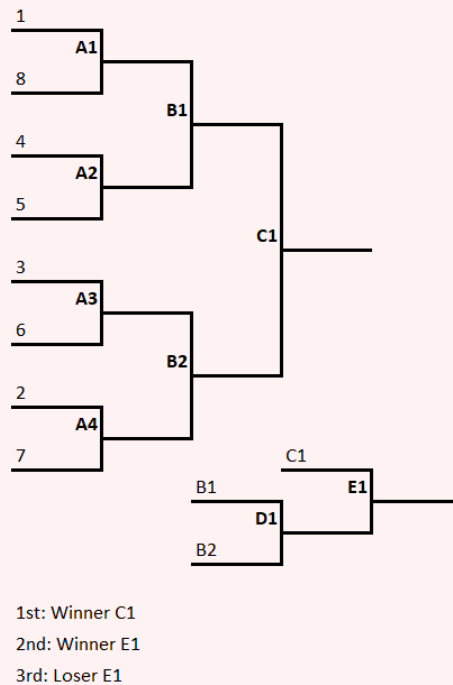 1
A1
8
B1
4
A2
5
C1
3
A3
6
B2
2
A4
7
C1
B1
E1
D1
B2
1st: Winner C1
2nd: Winner E1
3rd: Loser E1